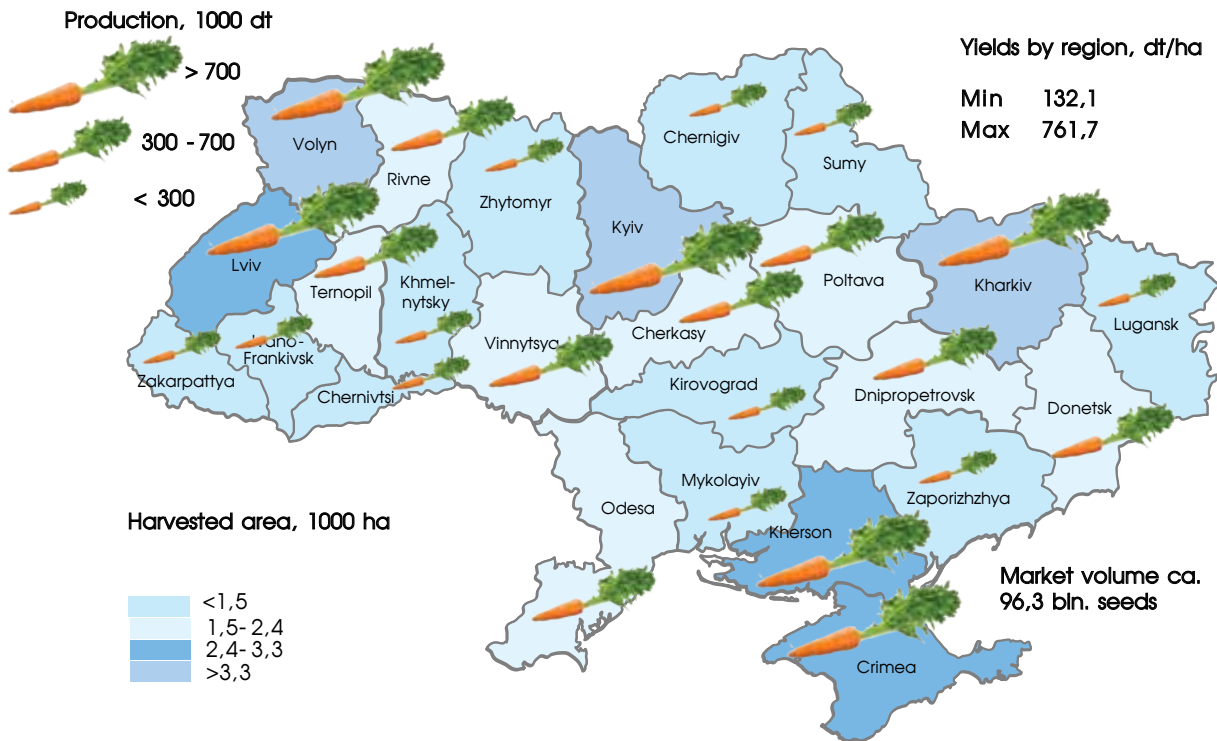 Production, 1000 dt
> 700
300 - 700
< 300
Yields by region, dt/ha
Min 132,1
Max 761,7
Volyn
Rivne
Zhytomyr
Chernigiv
Sumy
Kyiv
Lviv
Ternopil
Khmel-
nytsky
Poltava
Kharkiv
Lugansk
Vinnytsya
Cherkasy
Zakarpattya
Ivano-
Frankivsk
Chernivtsi
Kirovograd
Dnipropetrovsk
Donetsk
Mykolayiv
Zaporizhzhya
Odesa
Kherson
Crimea
Harvested area, 1000 ha
<1,5
1,5- 2,4
2,4- 3,3
>3,3
Market volume ca.
96,3 bln. seeds